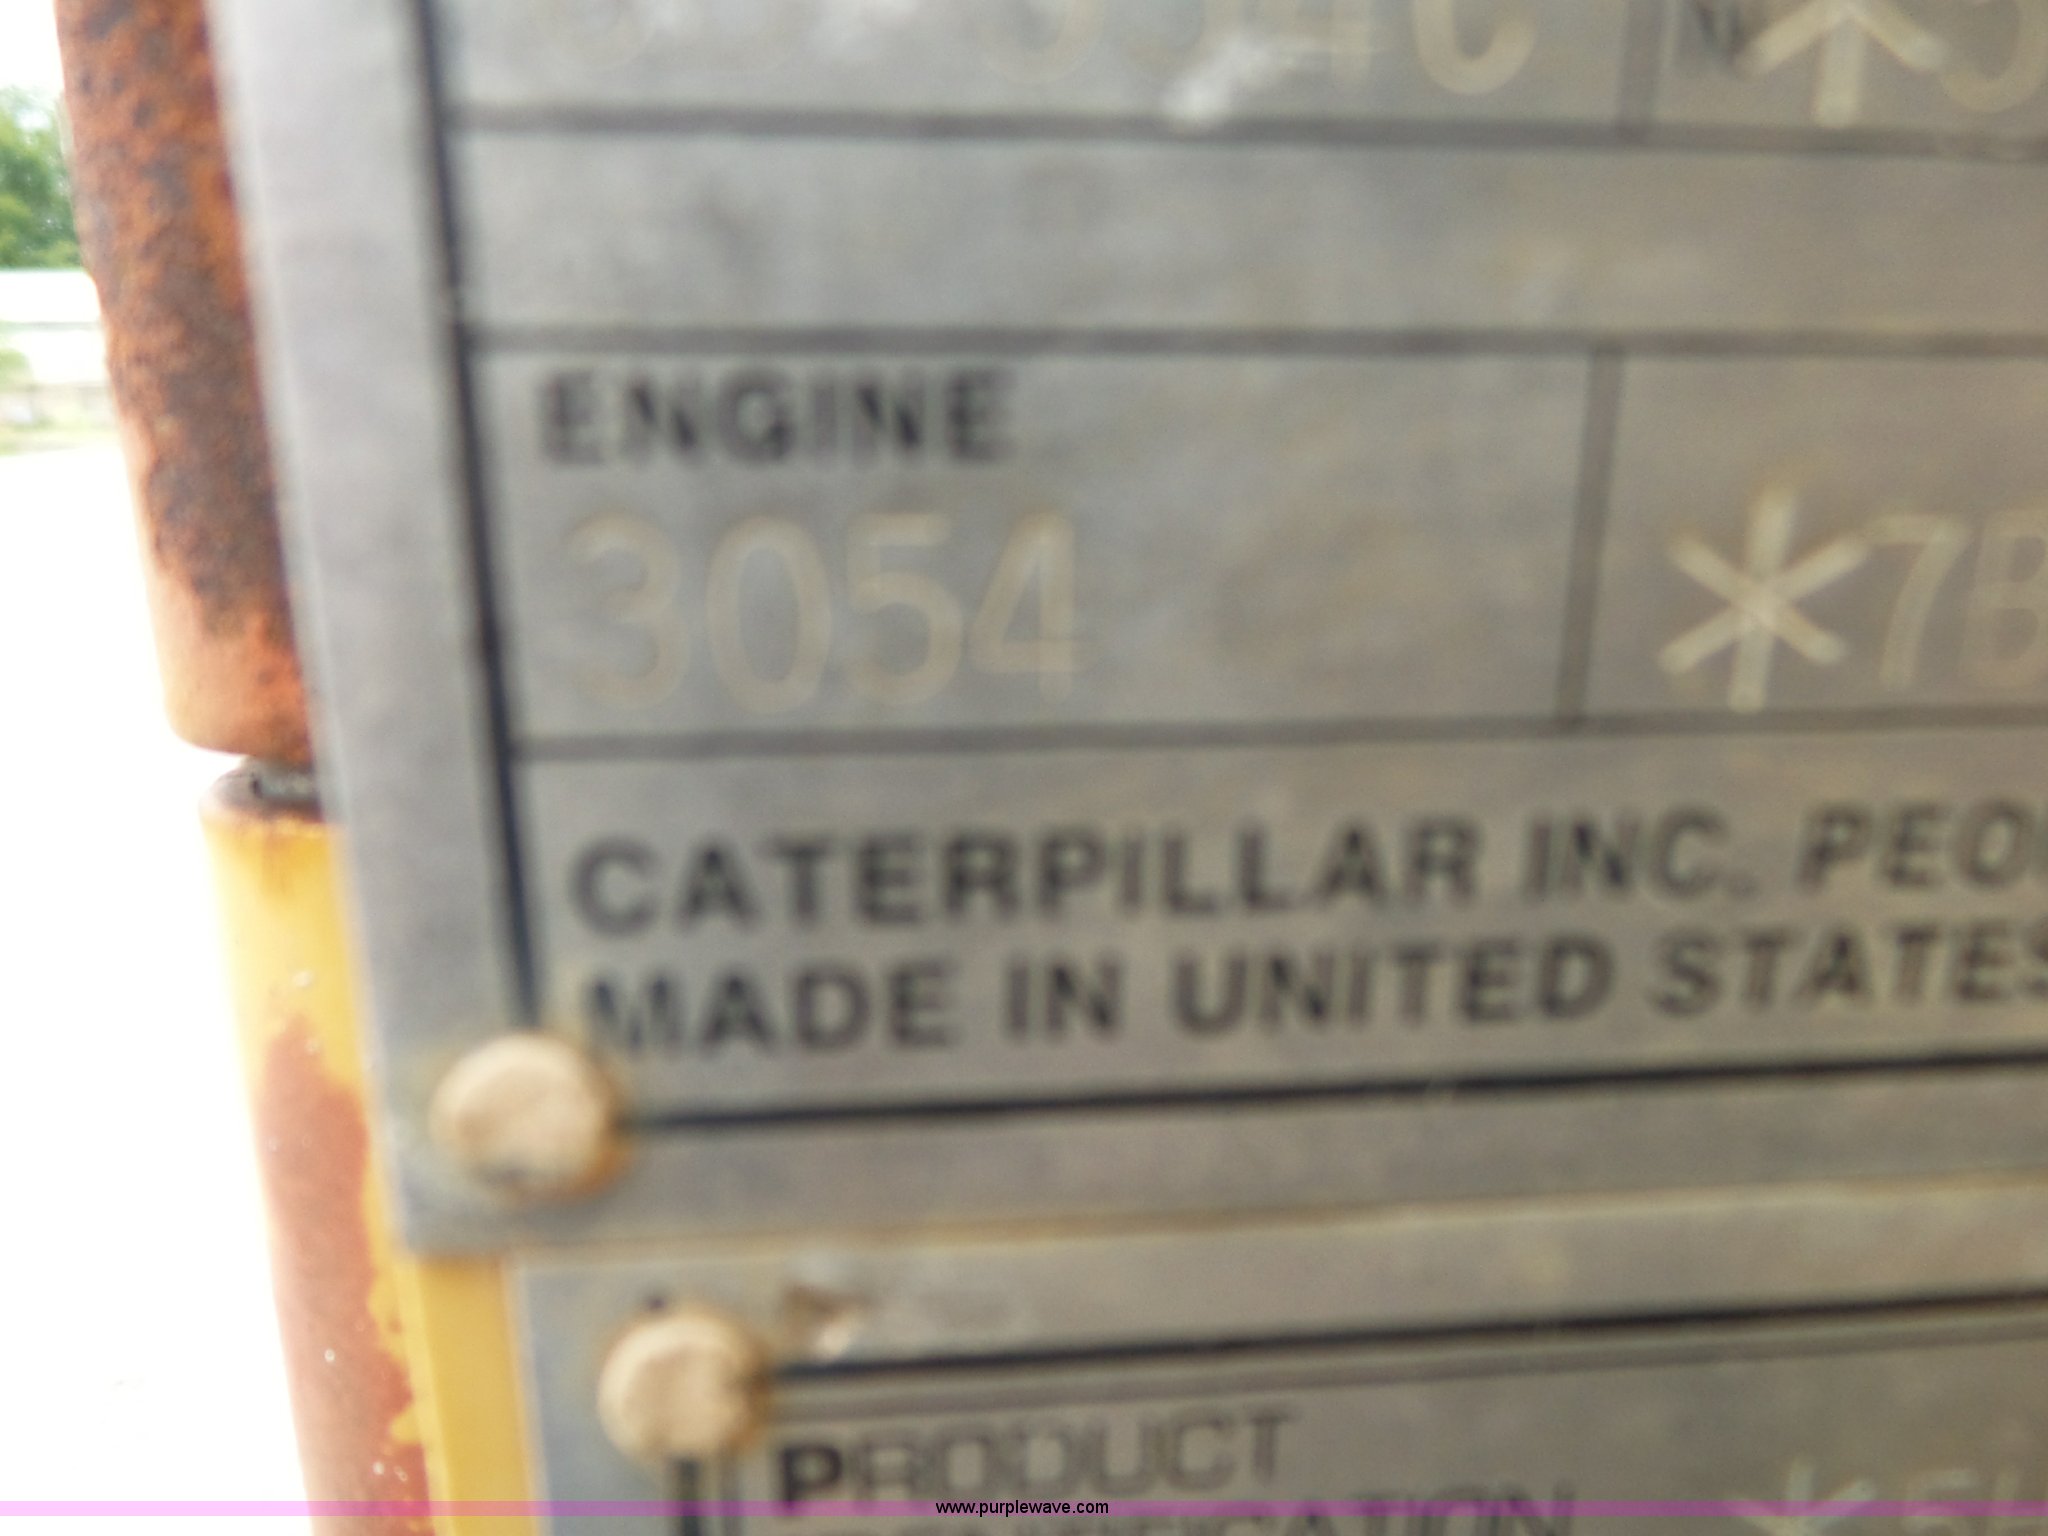 ENGINE
3054 *7B
CATERPILLAR INC. PEO
MADE IN UNITED STATES
PRODUCT
www.purplewave.com